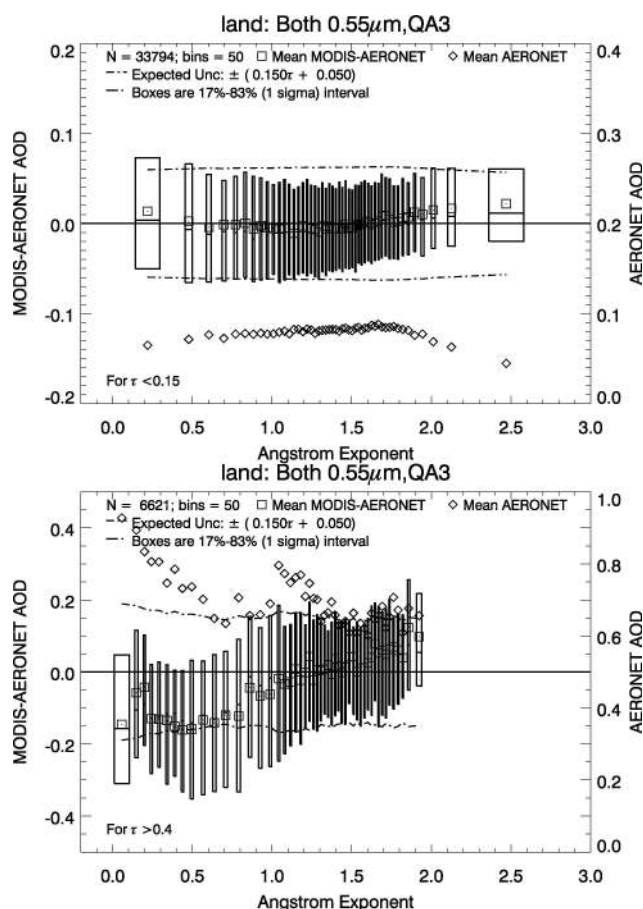 land: Both 0.55μm,QA3
N = 33794; bins = 50 □ Mean MODIS-AERONET ◇ Mean AERONET
Expected Unc: ± ( 0.150τ + 0.050)
Boxes are 17%-83% (1 sigma) interval
0.2
0.1
0.0
-0.1
-0.2
MODIS-AERONET AOD
0.4
0.3
0.2
0.1
0.0
AERONET AOD
For τ <0.15
0.0 0.5 1.0 1.5 2.0 2.5 3.0
Angstrom Exponent
land: Both 0.55μm,QA3
N = 6621; bins = 50 □ Mean MODIS-AERONET ◇ Mean AERONET
Expected Unc: ± ( 0.150τ + 0.050)
Boxes are 17%-83% (1 sigma) interval
0.4
0.2
0.0
-0.2
-0.4
MODIS-AERONET AOD
1.0
0.8
0.6
0.4
0.2
0.0
AERONET AOD
For τ >0.4
0.0 0.5 1.0 1.5 2.0 2.5 3.0
Angstrom Exponent